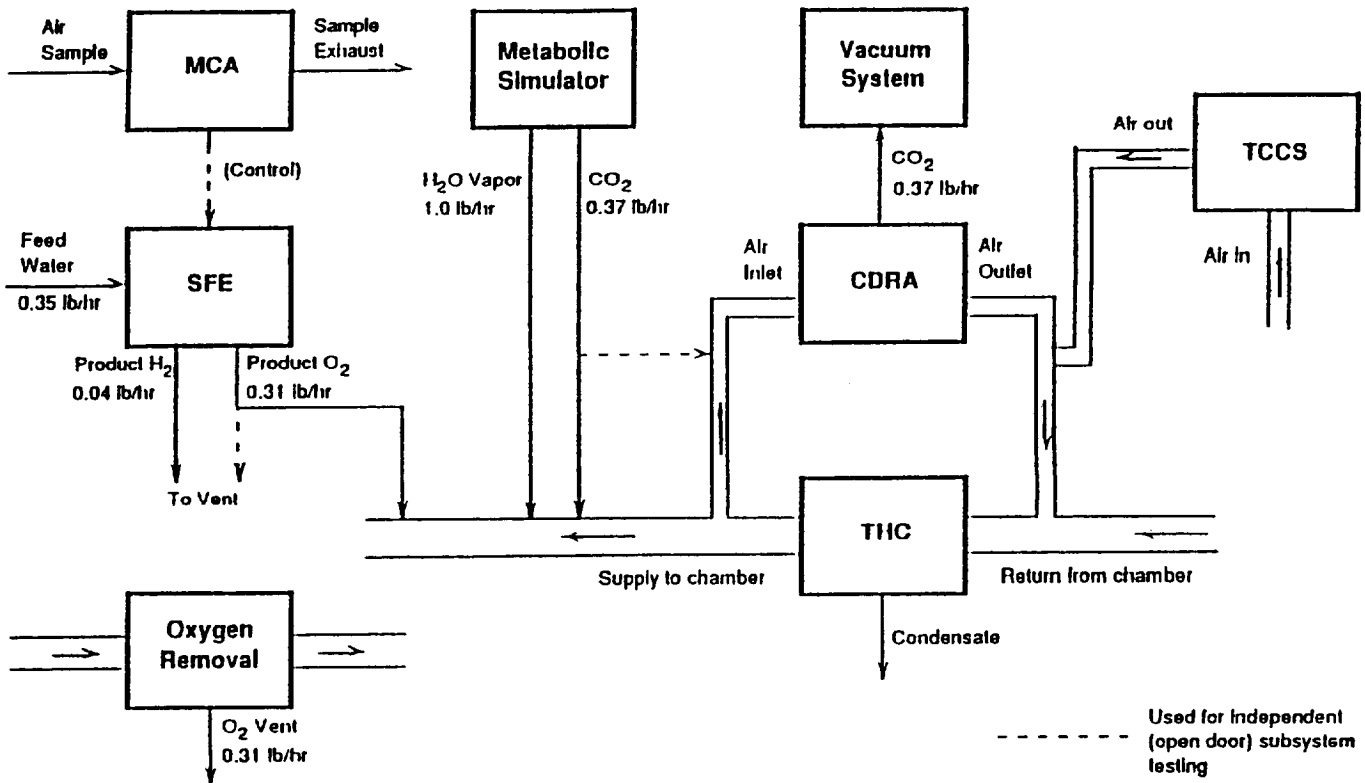 Air
Sample
MCA
Sample
Exhaust
(Control)
Feed
Water
0.35 lb/hr
SFE
Product H₂
0.04 lb/hr
Product O₂
0.31 lb/hr
To Vent
Metabolic
Simulator
H₂O Vapor
1.0 lb/hr
CO₂
0.37 lb/hr
Vacuum
System
CO₂
0.37 lb/hr
Air
Inlet
CDRA
Air
Outlet
Air out
TCCS
Air In
THC
Supply to chamber
Return from chamber
Condensate
Oxygen
Removal
O₂ Vent
0.31 lb/hr
Used for Independent
(open door) subsystem
testing